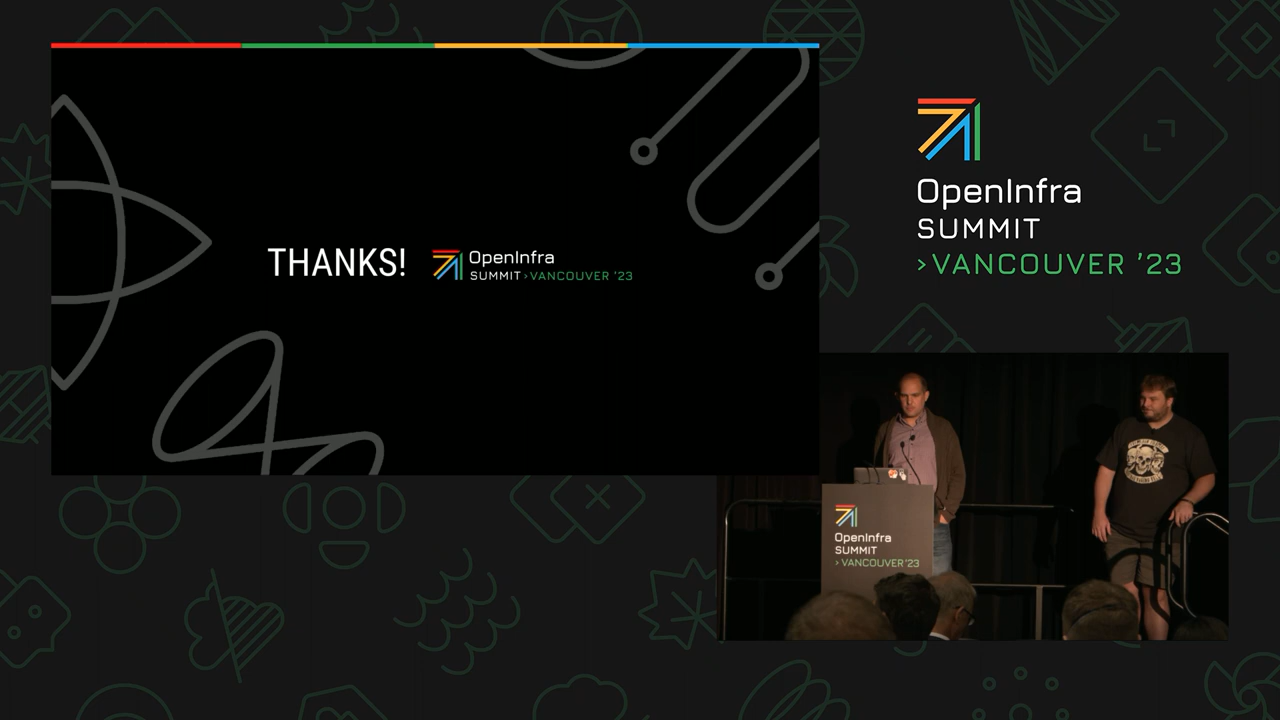 THANKS!
OpenInfra
SUMMIT >VANCOUVER '23
OpenInfra
SUMMIT
>VANCOUVER '23
OpenInfra
SUMMIT
>VANCOUVER '23